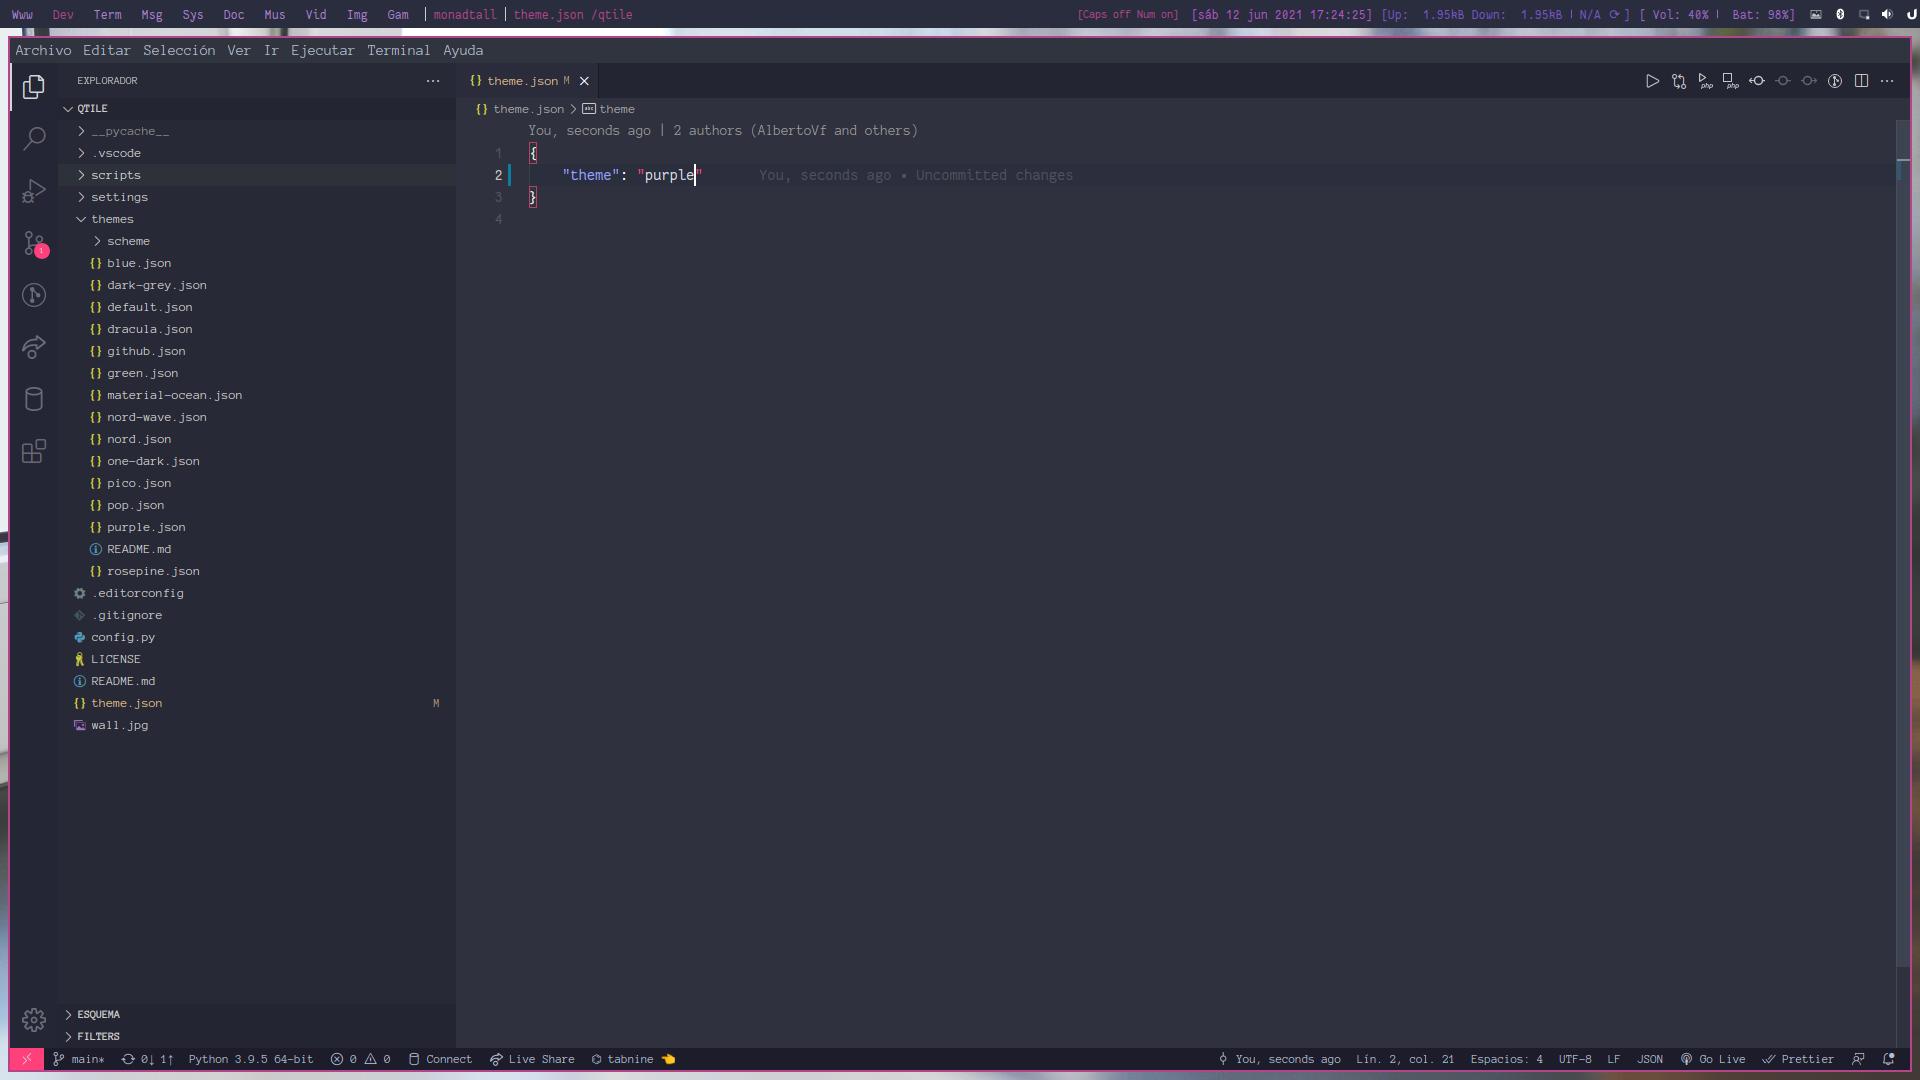 Www Dev Term Msg Sys Doc Mus Vid Img Gam | monadtall | theme.json /qtile
[Caps off Num on] [sáb 12 jun 2021 17:24:25] [Up: 1.95kB Down: 1.95kB | N/A ⟳ ] [ Vol: 40% | Bat: 98%]
Archivo Editar Selección Ver Ir Ejecutar Terminal Ayuda
EXPLORADOR ...
QTILE
__pycache__
.vscode
scripts
settings
themes
scheme
{} blue.json
{} dark-grey.json
{} default.json
{} dracula.json
{} github.json
{} green.json
{} material-ocean.json
{} nord-wave.json
{} nord.json
{} one-dark.json
{} pico.json
{} pop.json
{} purple.json
README.md
{} rosepine.json
.editorconfig
.gitignore
config.py
LICENSE
README.md
{} theme.json M
wall.jpg
ESQUEMA
FILTERS
{} theme.json M ×
{} theme.json > theme
You, seconds ago | 2 authors (AlbertoVf and others)
1 {
2 "theme": "purple" You, seconds ago • Uncommitted changes
3 }
4
main* 0↓ 1↑ Python 3.9.5 64-bit 0 0 Connect Live Share tabnine 👈
You, seconds ago Lín. 2, col. 21 Espacios: 4 UTF-8 LF JSON Go Live Prettier